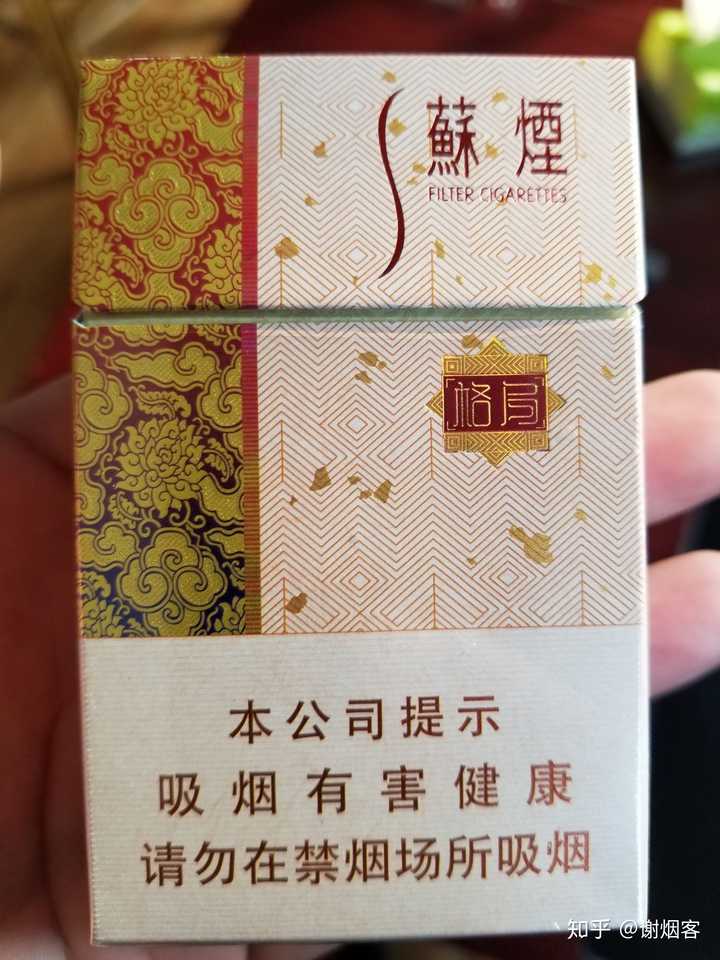 蘇煙
FILTER CIGARETTES
格局
本公司提示
吸烟有害健康
请勿在禁烟场所吸烟
知乎 @谢烟客